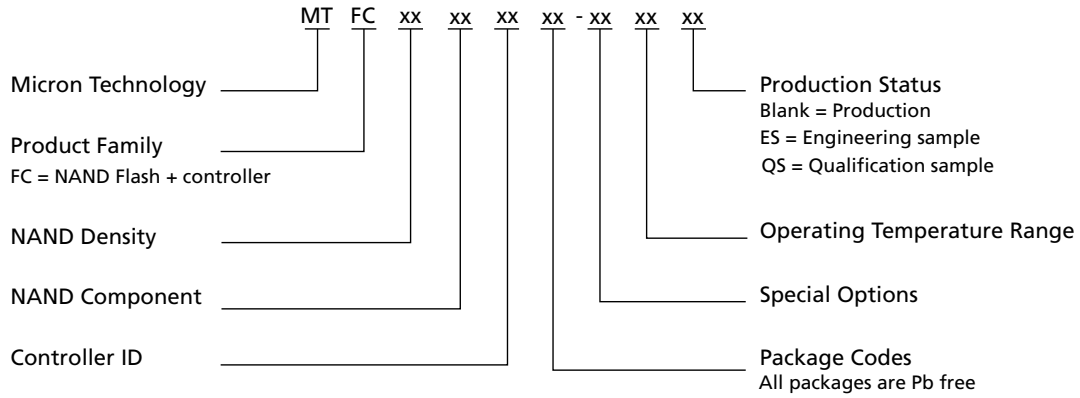 MT FC xx xx xx xx - xx xx xx
Micron Technology
Product Family
FC = NAND Flash + controller
NAND Density
NAND Component
Controller ID
Production Status
Blank = Production
ES = Engineering sample
QS = Qualification sample
Operating Temperature Range
Special Options
Package Codes
All packages are Pb free